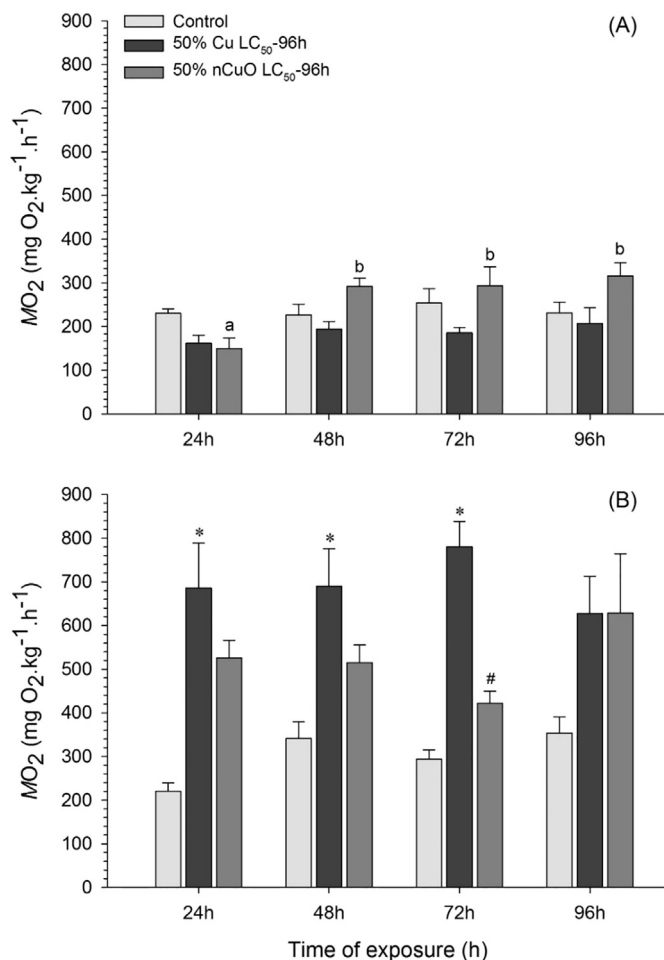 (A)
Control
50% Cu LC50-96h
50% nCuO LC50-96h
900
800
700
600
500
400
300
200
100
0
MO2 (mg O2.kg-1.h-1)
a
b
b
b
24h
48h
72h
96h
(B)
900
800
700
600
500
400
300
200
100
0
MO2 (mg O2.kg-1.h-1)
*
*
*
#
24h
48h
72h
96h
Time of exposure (h)